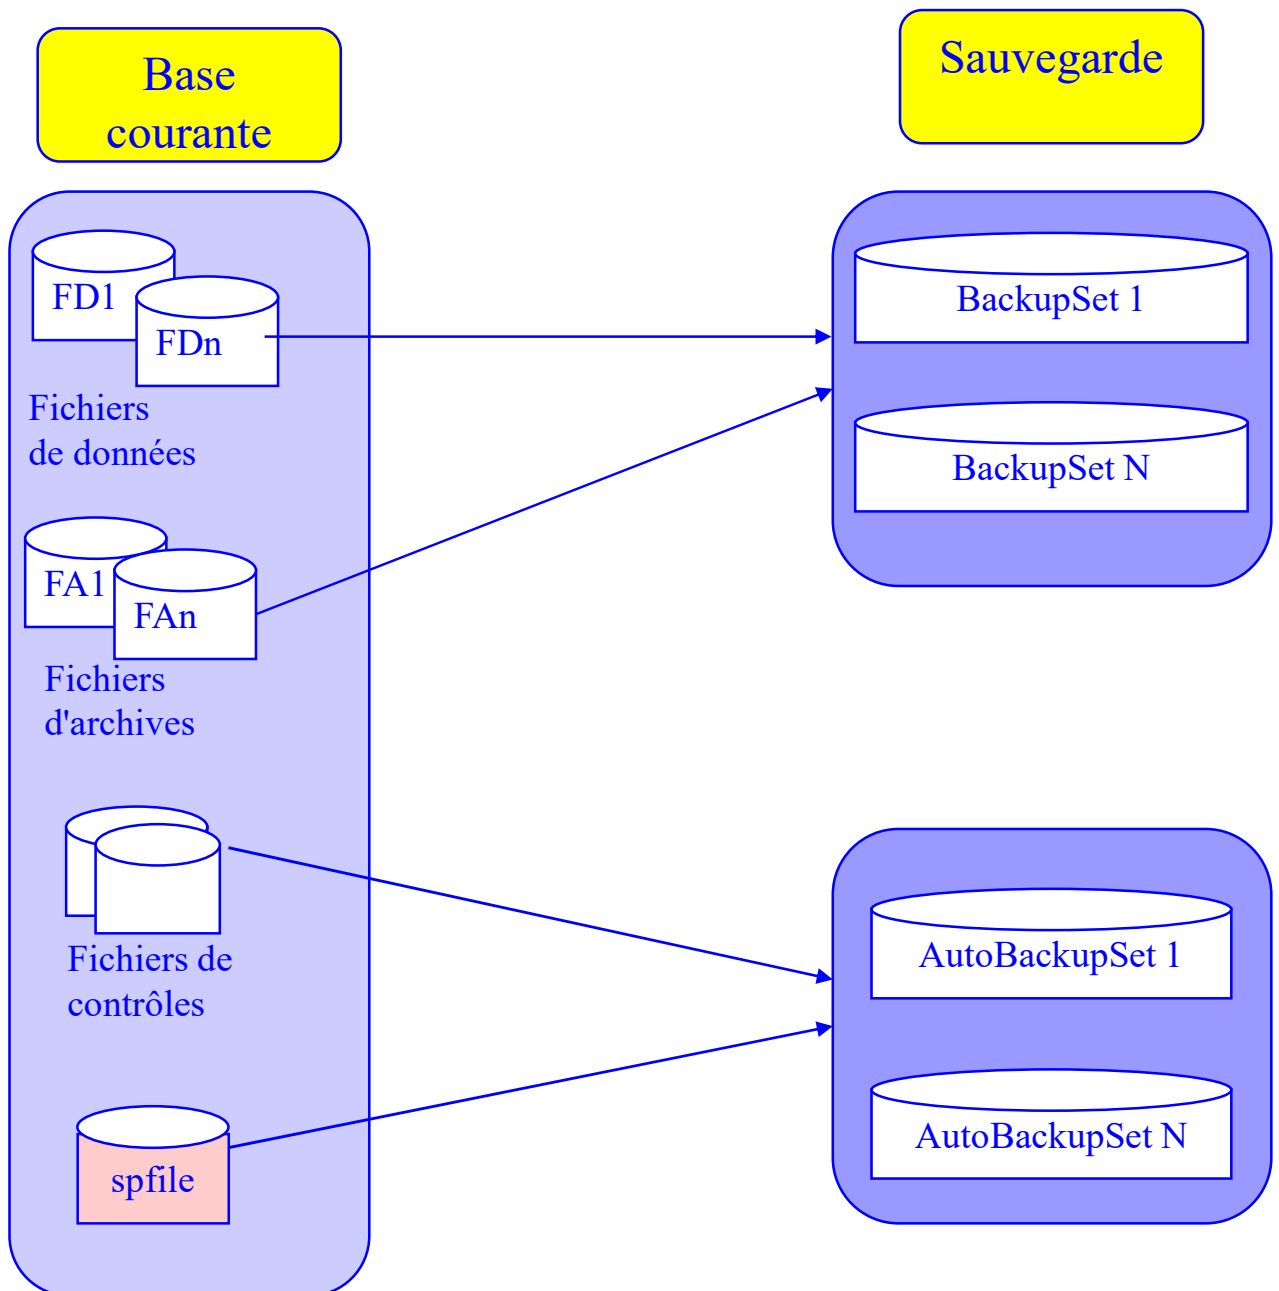 Base
courante
Sauvegarde
FD1
FDn
Fichiers
de données
FA1
FAn
Fichiers
d'archives
Fichiers de
contrôles
spfile
BackupSet 1
BackupSet N
AutoBackupSet 1
AutoBackupSet N